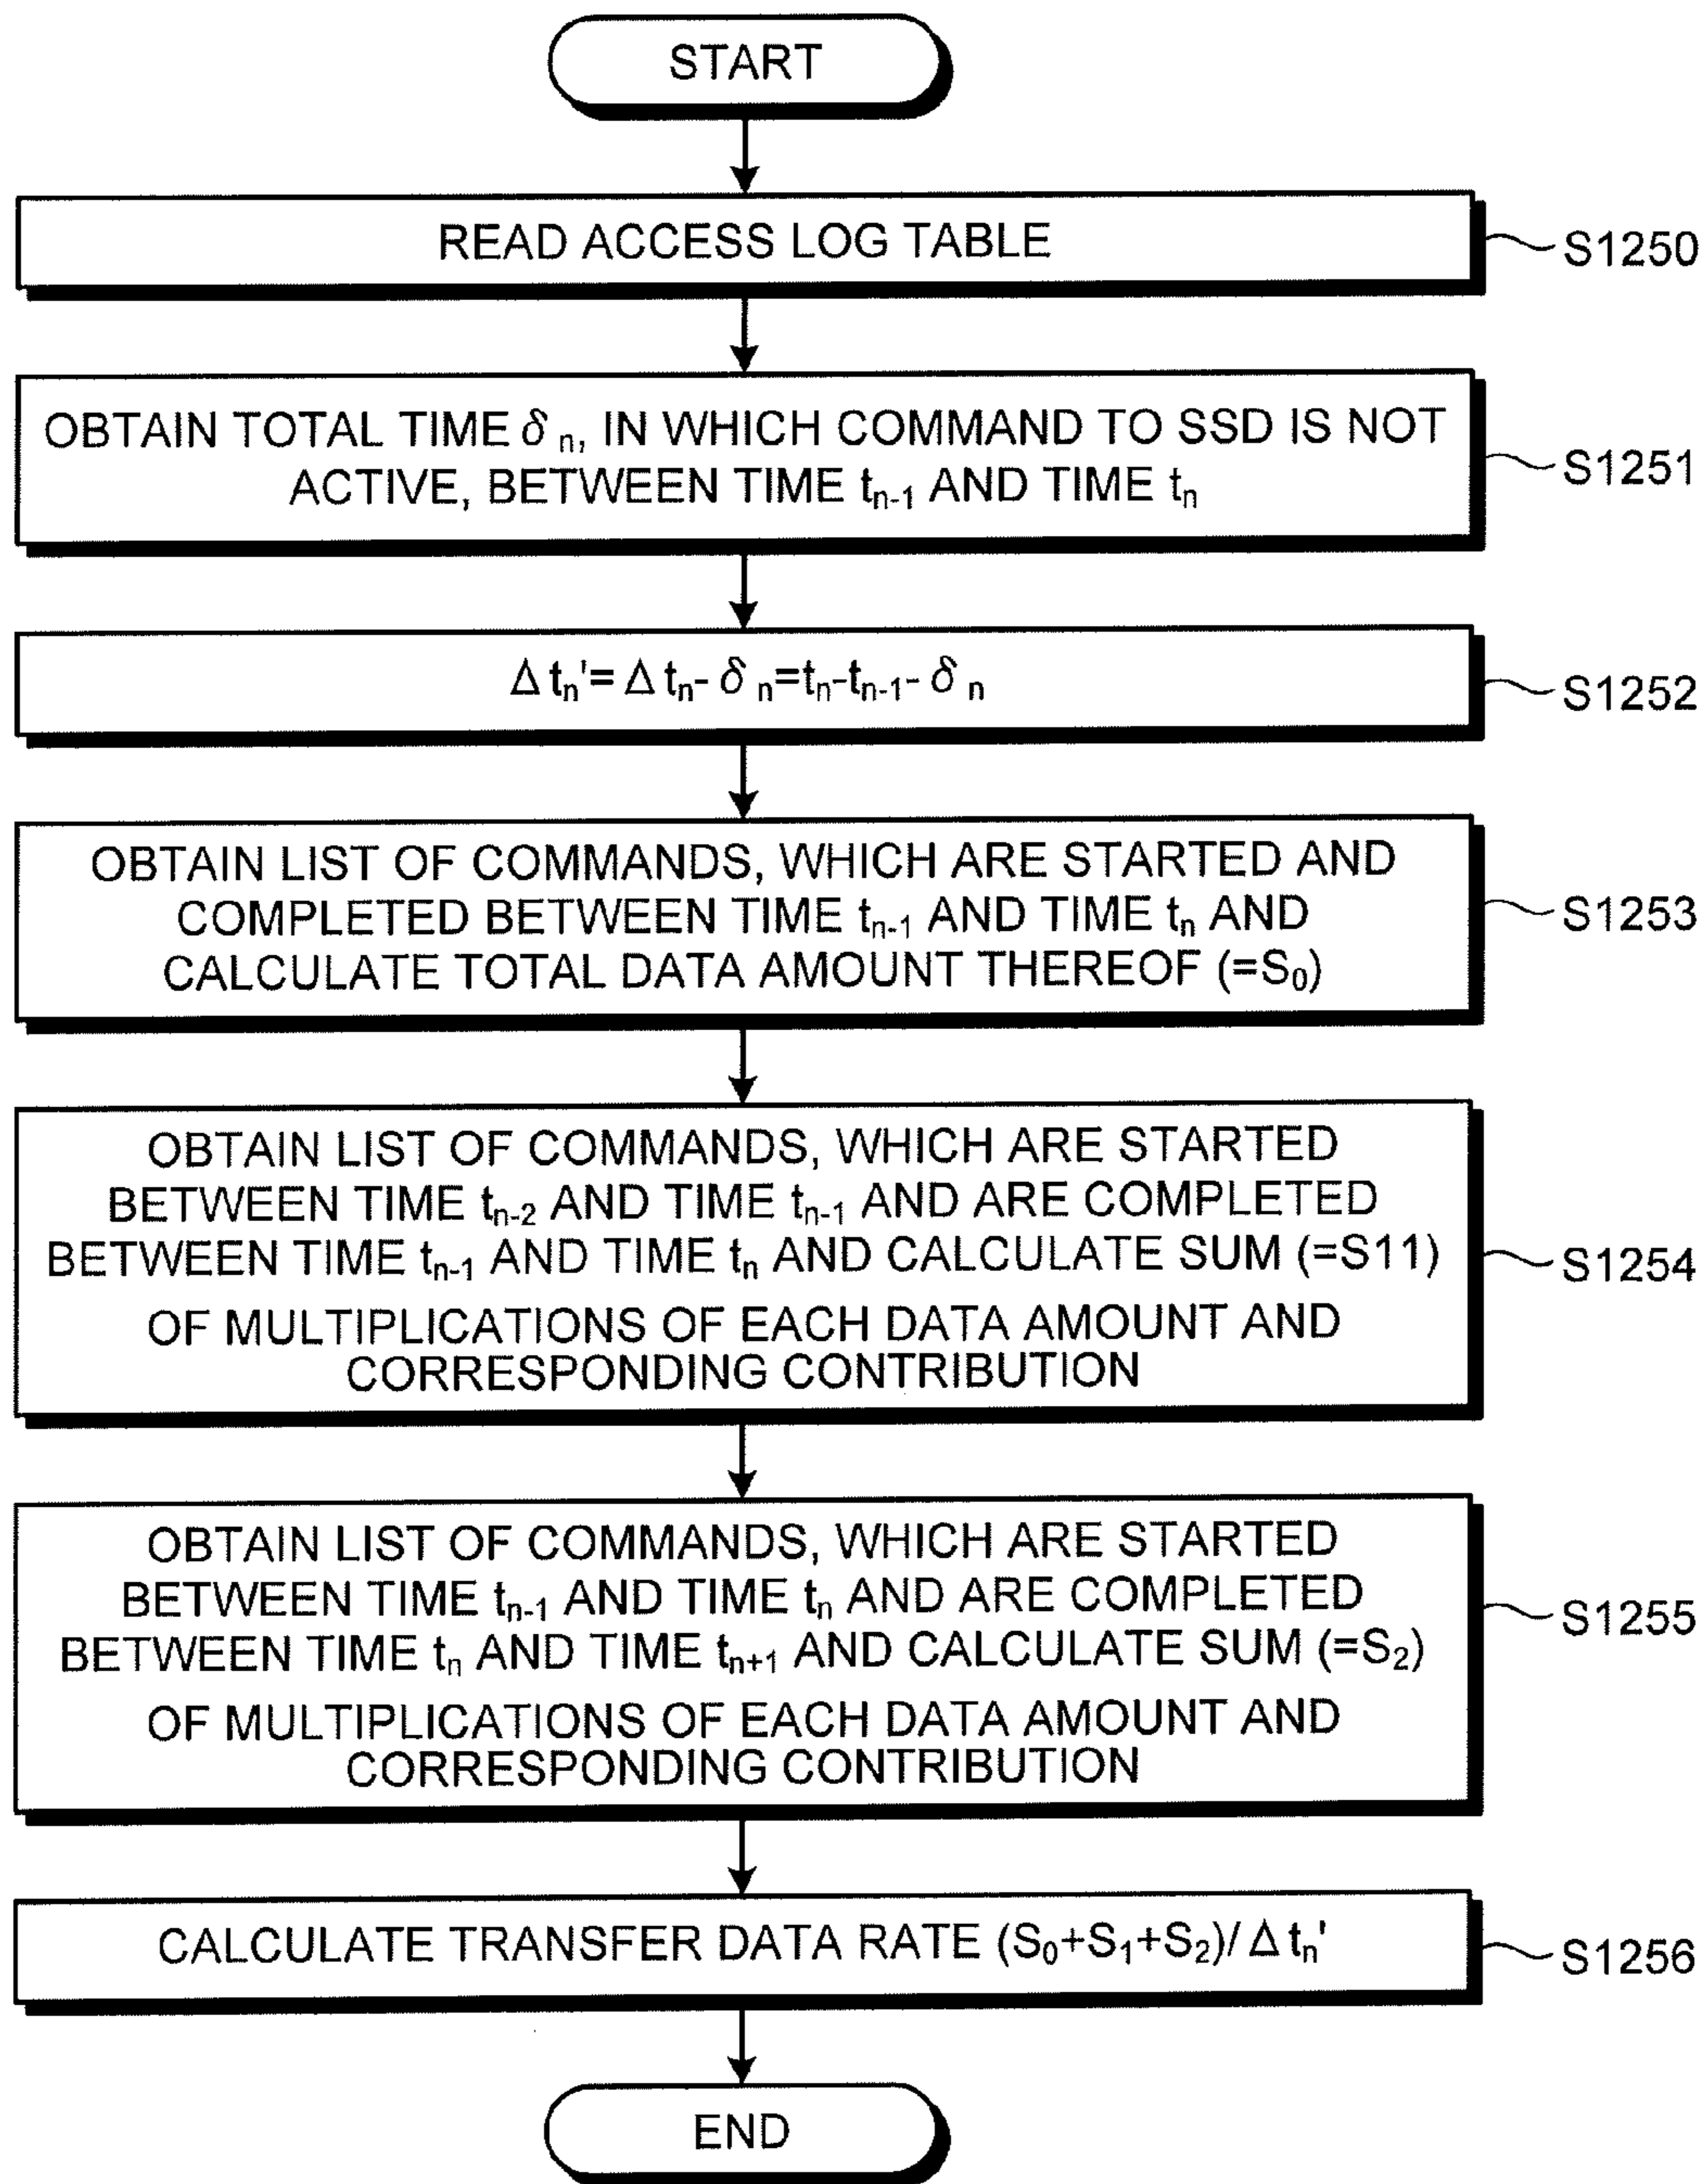 START
READ ACCESS LOG TABLE
S1250
OBTAIN TOTAL TIME δn, IN WHICH COMMAND TO SSD IS NOT
ACTIVE, BETWEEN TIME tn-1 AND TIME tn
S1251
Δtn'=Δtn-δn=tn-tn-1-δn
S1252
OBTAIN LIST OF COMMANDS, WHICH ARE STARTED AND
COMPLETED BETWEEN TIME tn-1 AND TIME tn AND
CALCULATE TOTAL DATA AMOUNT THEREOF (=S0)
S1253
OBTAIN LIST OF COMMANDS, WHICH ARE STARTED
BETWEEN TIME tn-2 AND TIME tn-1 AND ARE COMPLETED
BETWEEN TIME tn-1 AND TIME tn AND CALCULATE SUM (=S11)
OF MULTIPLICATIONS OF EACH DATA AMOUNT AND
CORRESPONDING CONTRIBUTION
S1254
OBTAIN LIST OF COMMANDS, WHICH ARE STARTED
BETWEEN TIME tn-1 AND TIME tn AND ARE COMPLETED
BETWEEN TIME tn AND TIME tn+1 AND CALCULATE SUM (=S2)
OF MULTIPLICATIONS OF EACH DATA AMOUNT AND
CORRESPONDING CONTRIBUTION
S1255
CALCULATE TRANSFER DATA RATE (S0+S1+S2)/Δtn'
S1256
END